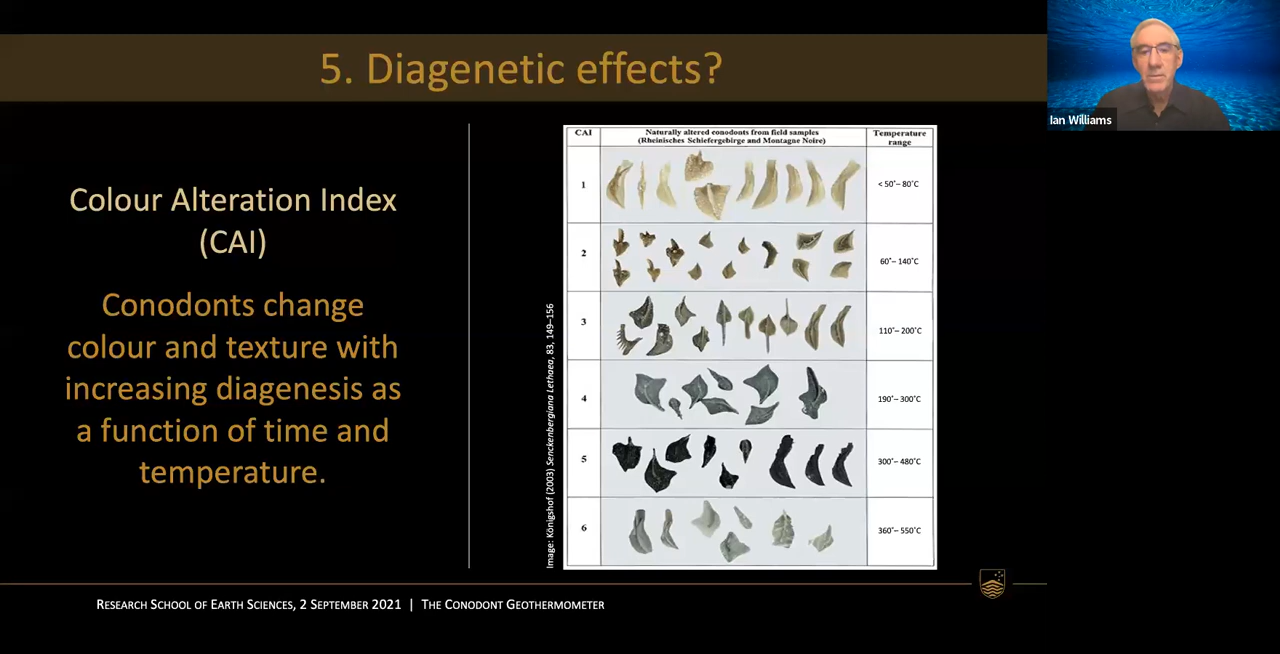 5. Diagenetic effects?
Ian Williams
Colour Alteration Index
(CAI)
Conodonts change
colour and texture with
increasing diagenesis as
a function of time and
temperature.
Image: Königshof (2003) Senckenbergiana Lethaea, 83, 149–156
CAI
Naturally altered conodonts from field samples
(Rheinisches Schiefergebirge and Montagne Noire)
Temperature
range
1
< 50˚– 80˚C
2
60˚– 140˚C
3
110˚– 200˚C
4
190˚– 300˚C
5
300˚– 480˚C
6
360˚– 550˚C
RESEARCH SCHOOL OF EARTH SCIENCES, 2 SEPTEMBER 2021 | THE CONODONT GEOTHERMOMETER